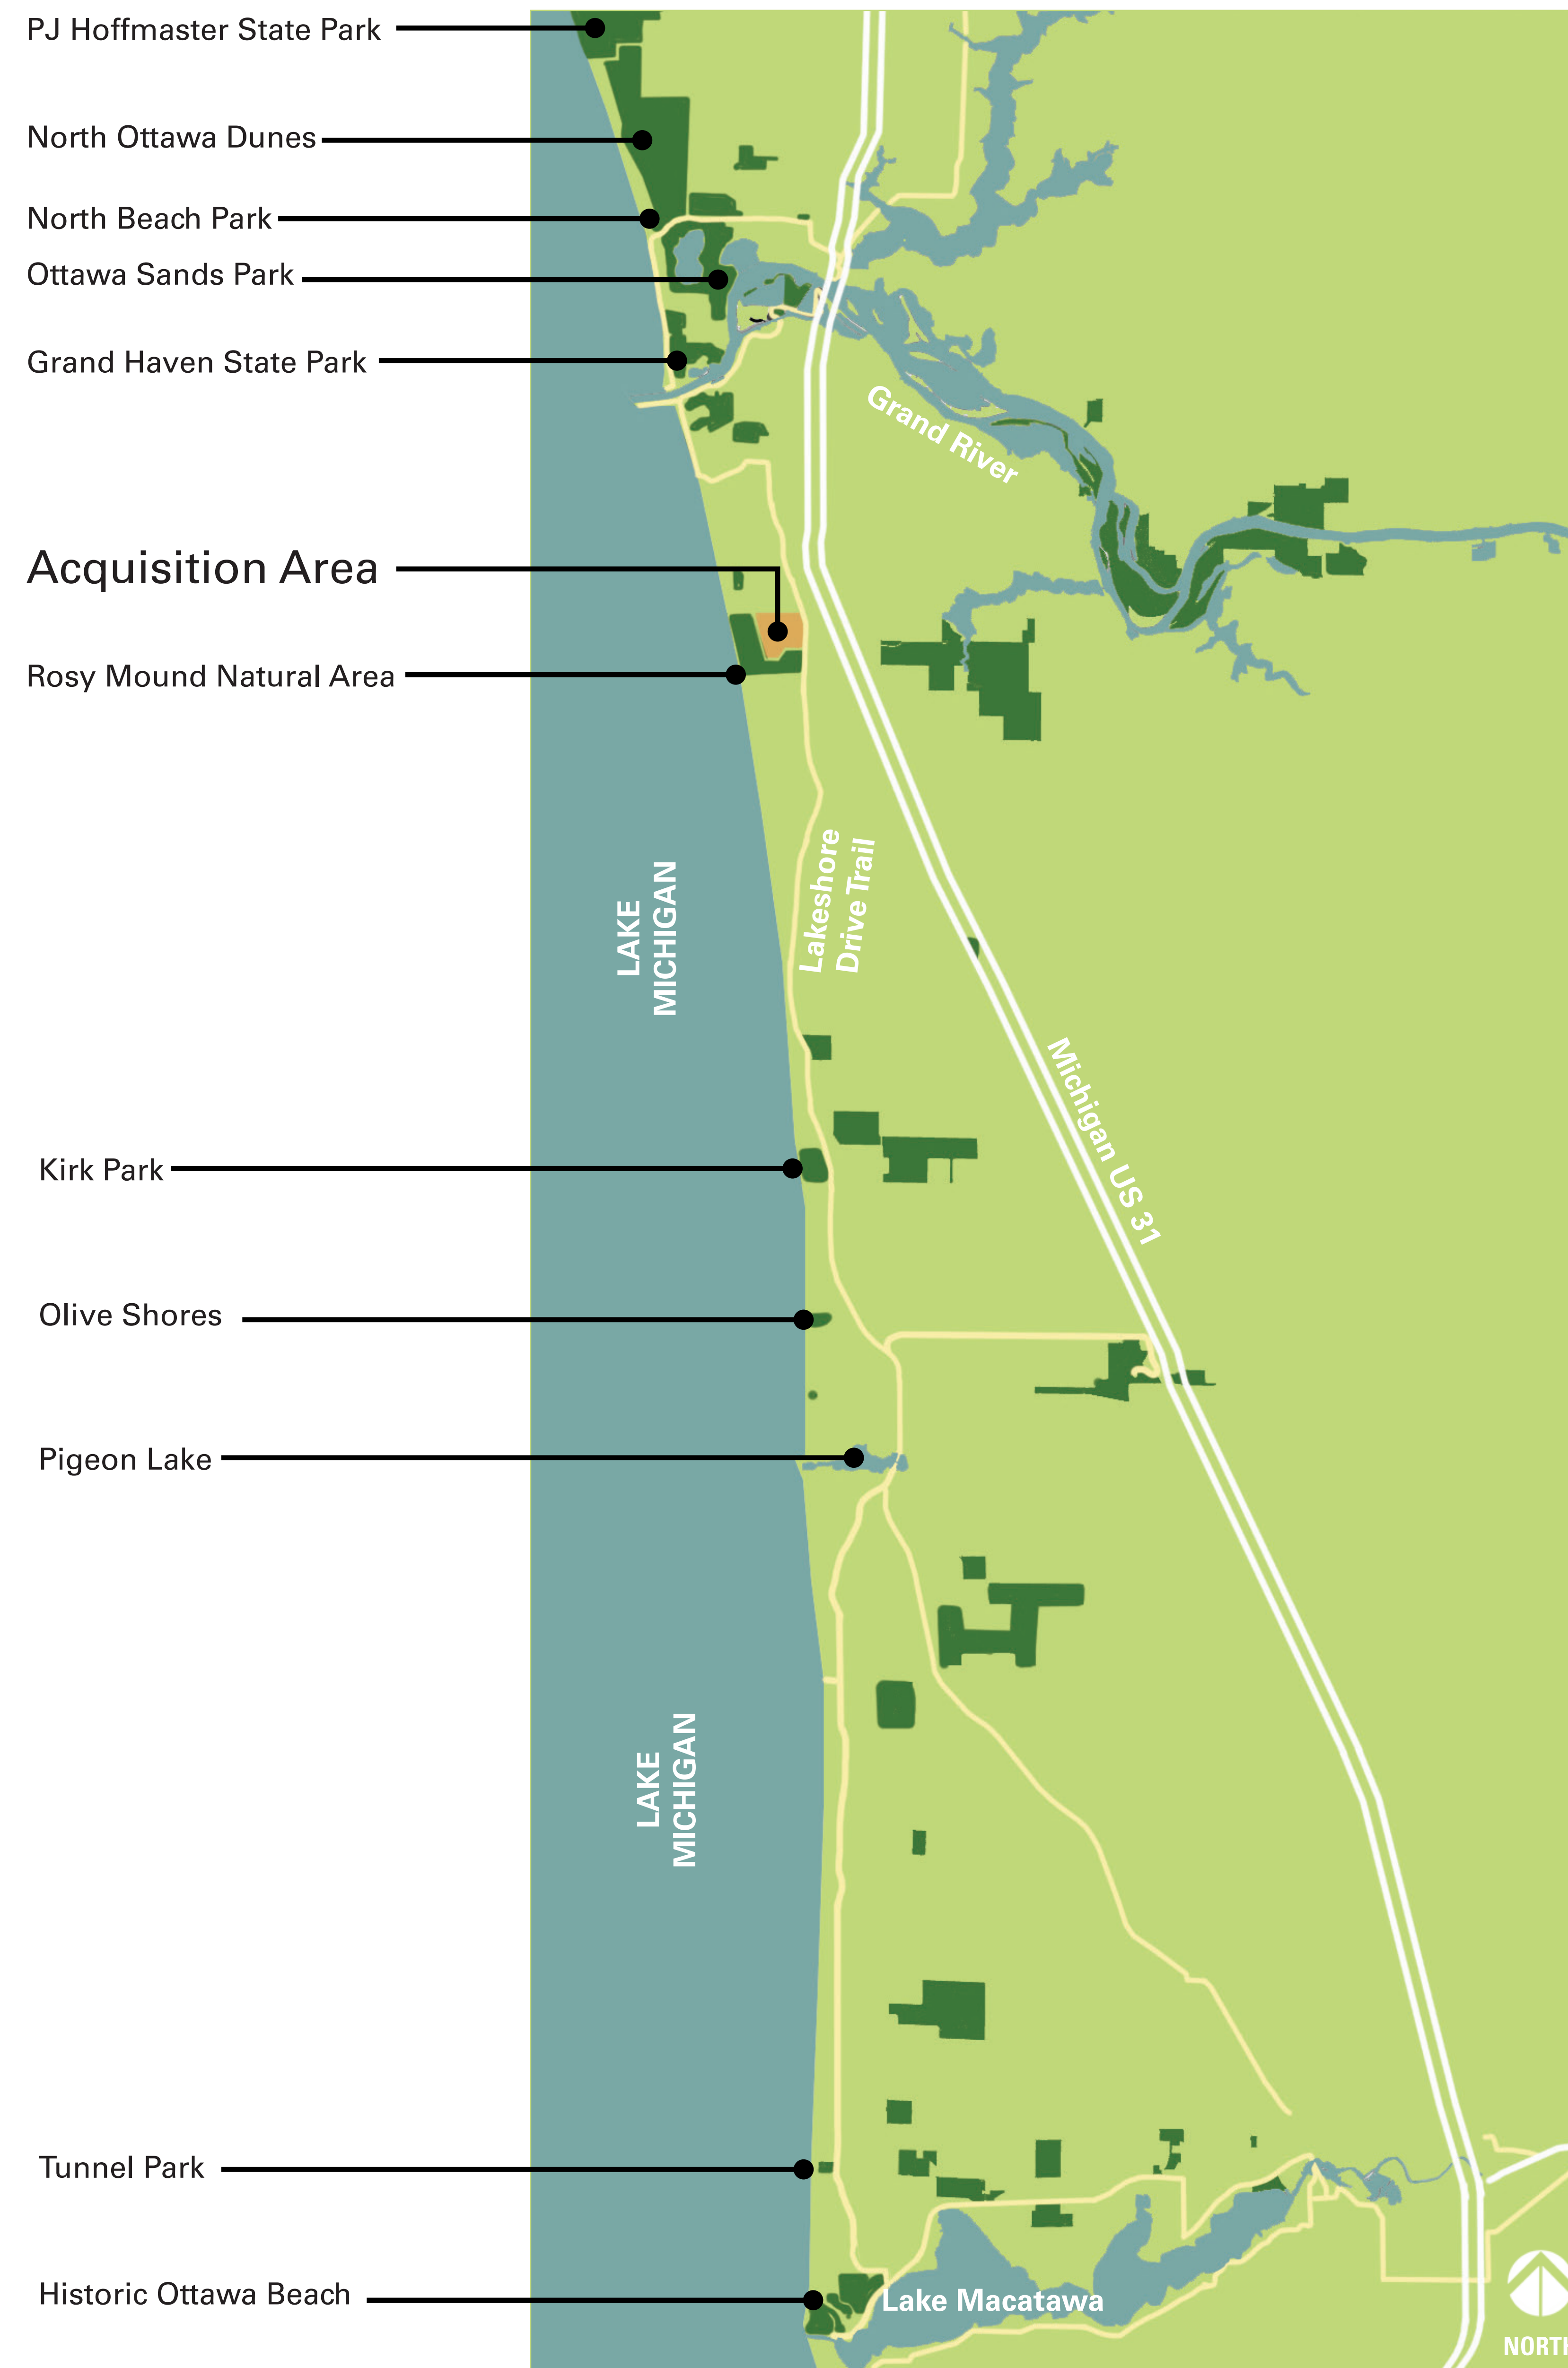 PJ Hoffmaster State Park
North Ottawa Dunes
North Beach Park
Ottawa Sands Park
Grand Haven State Park
Grand River
Acquisition Area
Rosy Mound Natural Area
LAKE
MICHIGAN
Lakeshore
Drive Trail
Michigan US 31
Kirk Park
Olive Shores
Pigeon Lake
LAKE
MICHIGAN
Tunnel Park
Historic Ottawa Beach
Lake Macatawa
NORTH